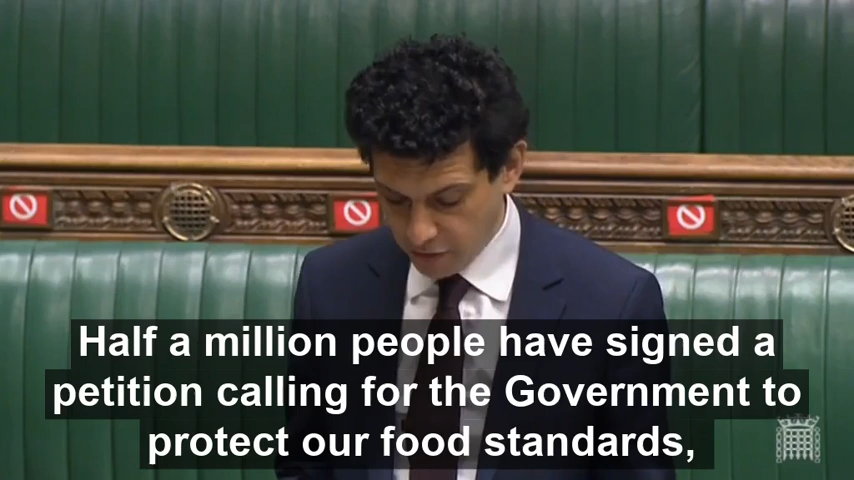 Half a million people have signed a
petition calling for the Government to
protect our food standards,